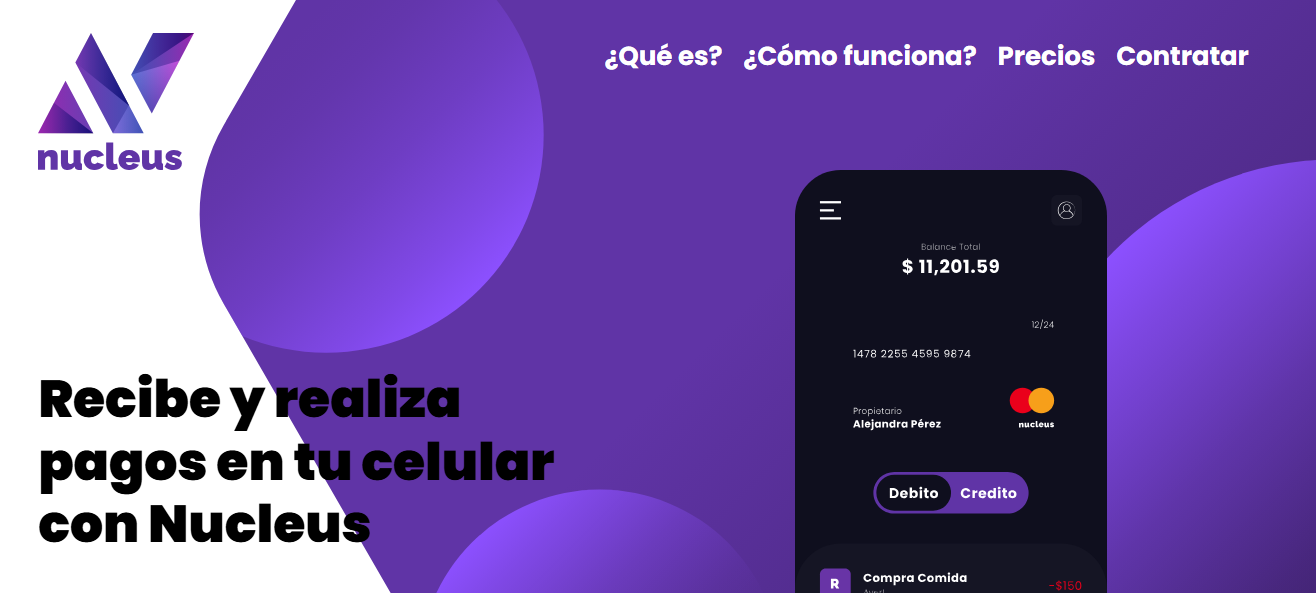 nucleus
¿Qué es? ¿Cómo funciona? Precios Contratar
Recibe y realiza
pagos en tu celular
con Nucleus
Balance Total
$ 11,201.59
12/24
1478 2255 4595 9874
Propietario
Alejandra Pérez
nucleus
Debito Credito
R
Compra Comida
-$150